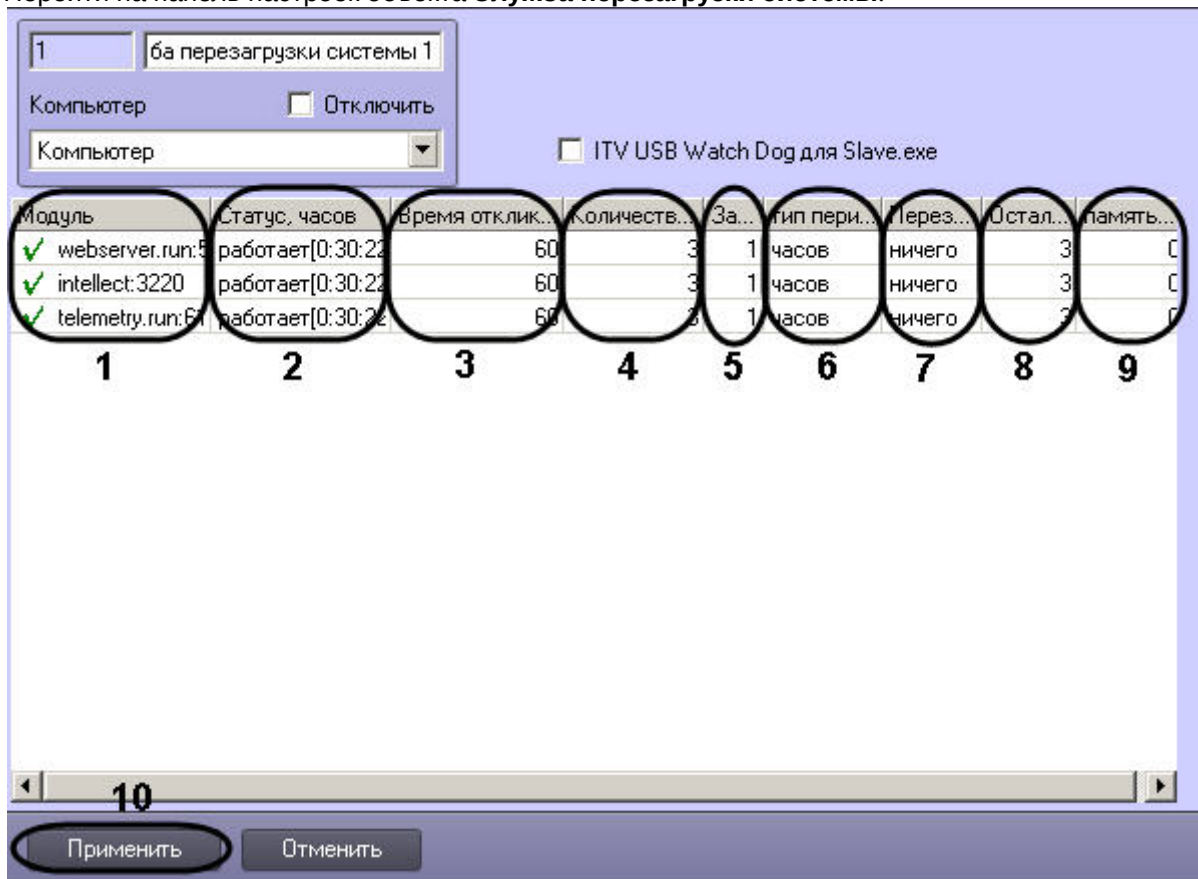 1 ба перезагрузки системы 1
Компьютер Отключить
Компьютер
ITV USB Watch Dog для Slave.exe
Модуль Статус, часов Время отклик... Количеств... За... тип пери... Перез... Остал... память...
webserver.run:5 работает[0:30:22 60 3 1 часов ничего 3 0
intellect:3220 работает[0:30:22 60 3 1 часов ничего 3 0
telemetry.run:61 работает[0:30:22 60 3 1 часов ничего 3 0
1 2 3 4 5 6 7 8 9
10
Применить Отменить